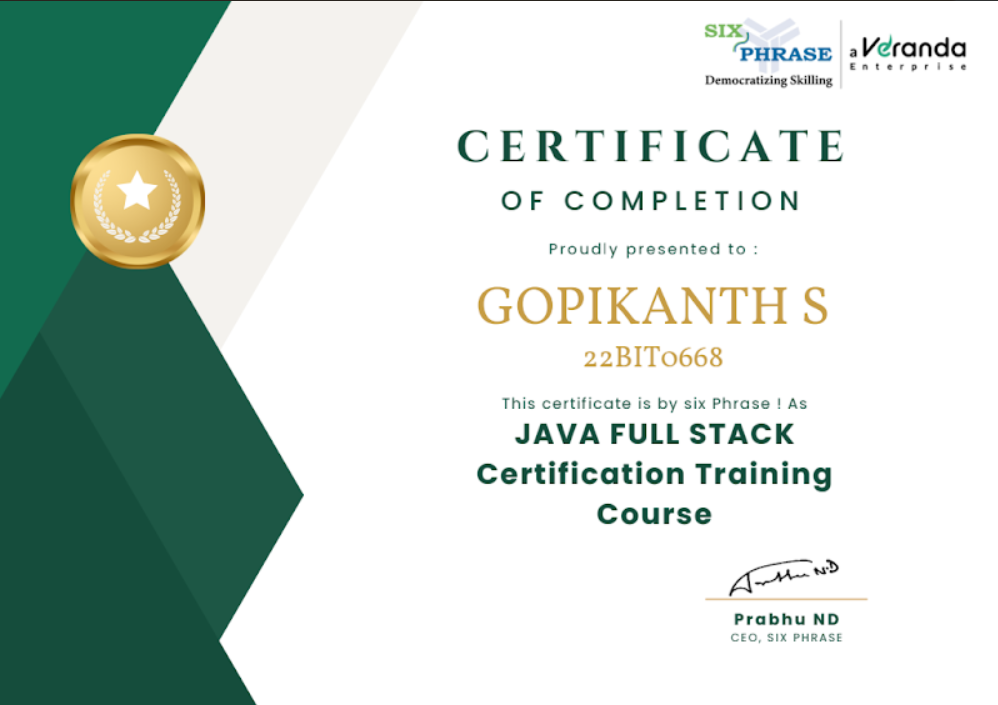 SIX
PHRASE
Democratizing Skilling
a Veranda
Enterprise
CERTIFICATE
OF COMPLETION
Proudly presented to :
GOPIKANTH S
22BIT0668
This certificate is by six Phrase ! As
JAVA FULL STACK
Certification Training
Course
Prabhu ND
Prabhu ND
CEO, SIX PHRASE